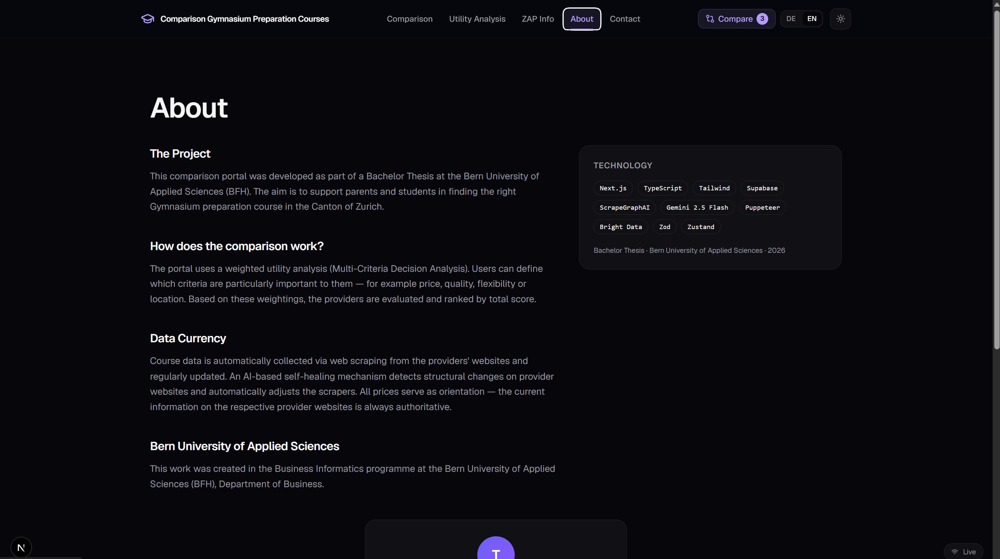 Comparison Gymnasium Preparation Courses
Comparison
Utility Analysis
ZAP Info
About
Contact
Compare 3
DE
EN
About
The Project
This comparison portal was developed as part of a Bachelor Thesis at the Bern University of
Applied Sciences (BFH). The aim is to support parents and students in finding the right
Gymnasium preparation course in the Canton of Zurich.
How does the comparison work?
The portal uses a weighted utility analysis (Multi-Criteria Decision Analysis). Users can define
which criteria are particularly important to them — for example price, quality, flexibility or
location. Based on these weightings, the providers are evaluated and ranked by total score.
Data Currency
Course data is automatically collected via web scraping from the providers' websites and
regularly updated. An AI-based self-healing mechanism detects structural changes on provider
websites and automatically adjusts the scrapers. All prices serve as orientation — the current
information on the respective provider websites is always authoritative.
Bern University of Applied Sciences
This work was created in the Business Informatics programme at the Bern University of Applied
Sciences (BFH), Department of Business.
TECHNOLOGY
Next.js
TypeScript
Tailwind
Supabase
ScrapeGraphAI
Gemini 2.5 Flash
Puppeteer
Bright Data
Zod
Zustand
Bachelor Thesis · Bern University of Applied Sciences · 2026
T
N
Live